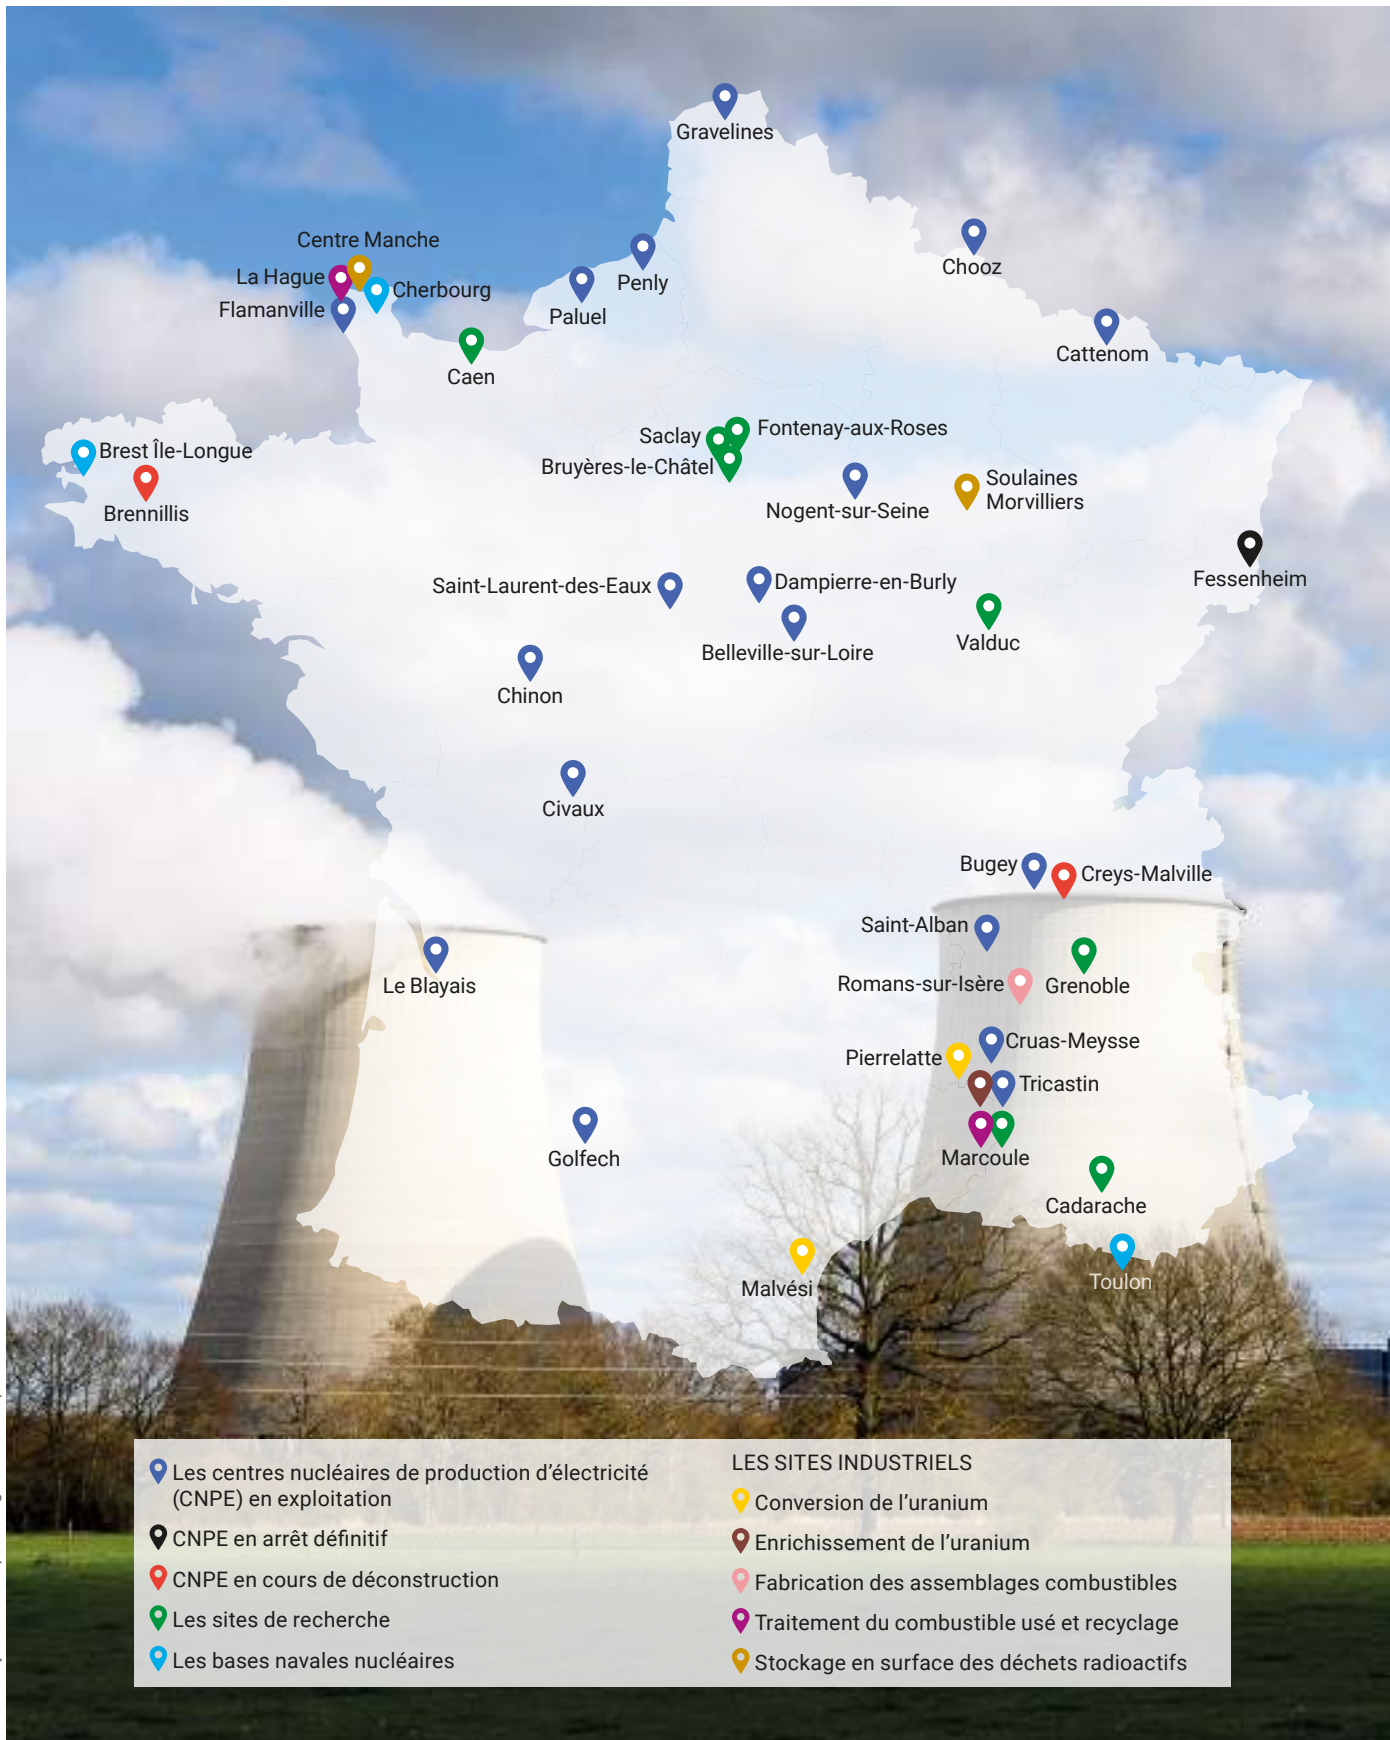 Gravelines
Chooz
Centre Manche
La Hague
Cherbourg
Flamanville
Penly
Paluel
Cattenom
Caen
Fontenay-aux-Roses
Saclay
Bruyères-le-Châtel
Brest Île-Longue
Brennillis
Nogent-sur-Seine
Soulaines
Morvilliers
Fessenheim
Saint-Laurent-des-Eaux
Dampierre-en-Burly
Belleville-sur-Loire
Valduc
Chinon
Civaux
Bugey
Creys-Malville
Saint-Alban
Le Blayais
Romans-sur-Isère
Grenoble
Cruas-Meysse
Pierrelatte
Tricastin
Golfech
Marcoule
Cadarache
Malvési
Toulon
Les centres nucléaires de production d'électricité
(CNPE) en exploitation
CNPE en arrêt définitif
CNPE en cours de déconstruction
Les sites de recherche
Les bases navales nucléaires
LES SITES INDUSTRIELS
Conversion de l'uranium
Enrichissement de l'uranium
Fabrication des assemblages combustibles
Traitement du combustible usé et recyclage
Stockage en surface des déchets radioactifs